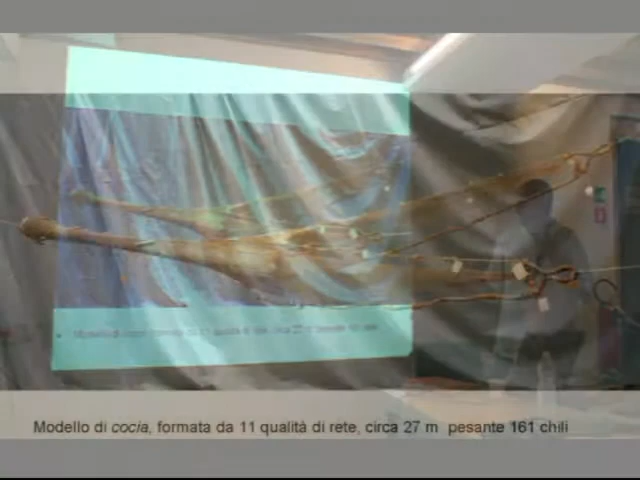 Modello di cocia, formata da 11 qualità di rete, circa 27 m pesante 161 chili